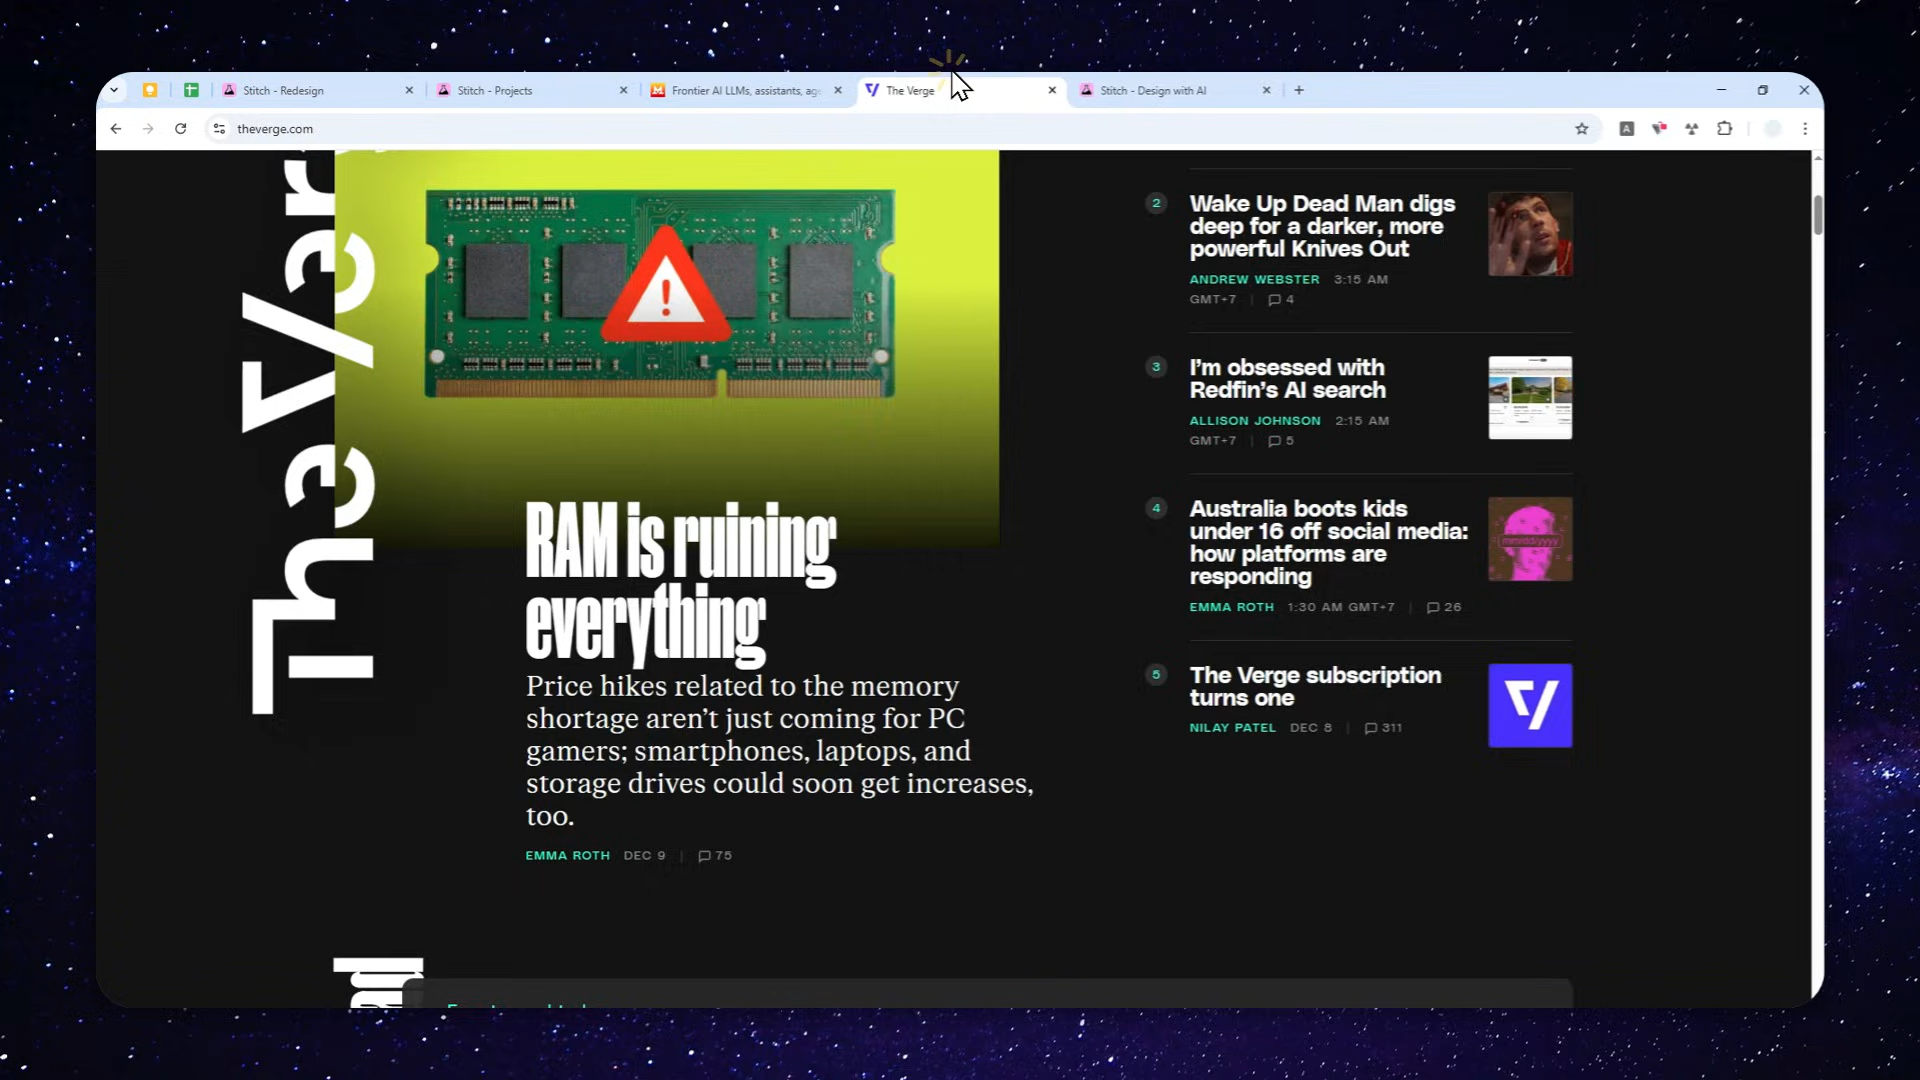 Stitch - Redesign
Stitch - Projects
Frontier AI LLMs, assistants, age
The Verge
Stitch - Design with AI
theverge.com
The Ver
RAM is ruining
everything
Price hikes related to the memory
shortage aren’t just coming for PC
gamers; smartphones, laptops, and
storage drives could soon get increases,
too.
EMMA ROTH DEC 9 | 75
2
Wake Up Dead Man digs
deep for a darker, more
powerful Knives Out
ANDREW WEBSTER 3:15 AM
GMT+7 | 4
3
I’m obsessed with
Redfin’s AI search
ALLISON JOHNSON 2:15 AM
GMT+7 | 5
4
Australia boots kids
under 16 off social media:
how platforms are
responding
mm/dd/yyyy
EMMA ROTH 1:30 AM GMT+7 | 26
5
The Verge subscription
turns one
NILAY PATEL DEC 8 | 311